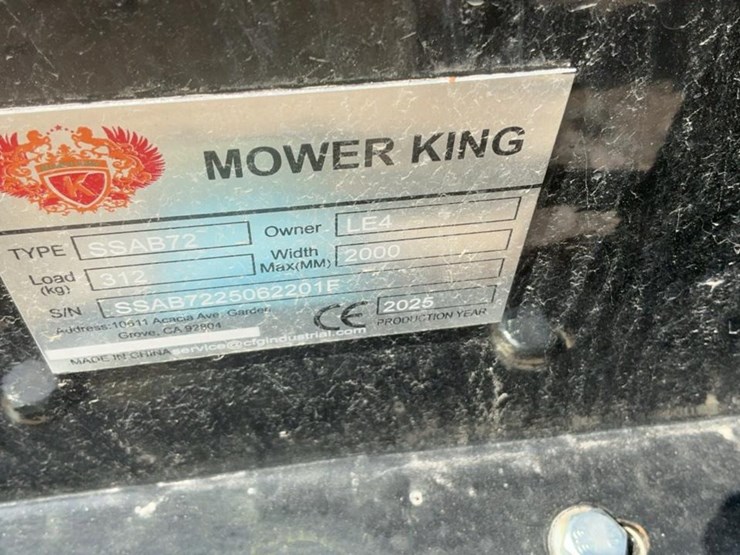 K
MOWER KING
TYPE SSAB72 Owner LE4
Load (kg) 312 Width Max(MM) 2000
S/N SSAB7225062201E
Address:10611 Acacia Ave. Garden
Grove, CA.92804
CE 2025
PRODUCTION YEAR
MADE IN CHINA service@cfgindustrial.com